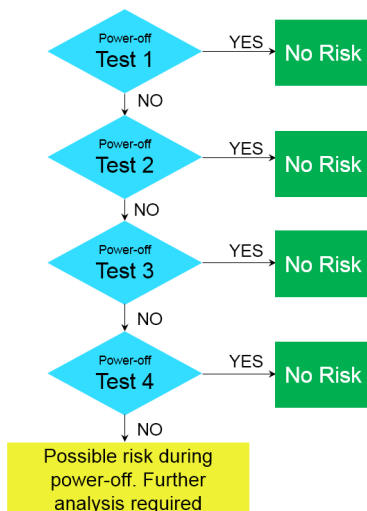 Power-off
Test 1
YES
No Risk
NO
Power-off
Test 2
YES
No Risk
NO
Power-off
Test 3
YES
No Risk
NO
Power-off
Test 4
YES
No Risk
NO
Possible risk during
power-off. Further
analysis required